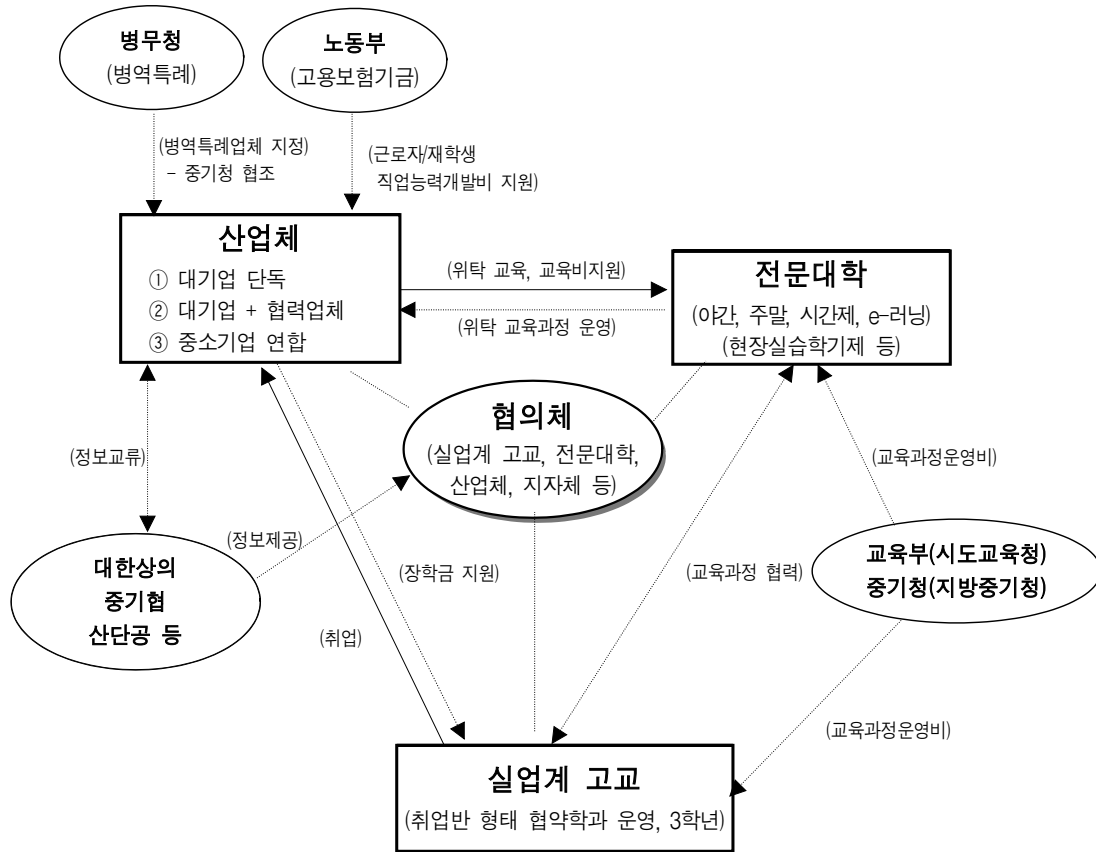 병무청
(병역특례)
노동부
(고용보험기금)
(병역특례업체 지정)
- 중기청 협조
(근로자/재학생
직업능력개발비 지원)
산업체
① 대기업 단독
② 대기업 + 협력업체
③ 중소기업 연합
(위탁 교육, 교육비지원)
(위탁 교육과정 운영)
전문대학
(야간, 주말, 시간제, e-러닝)
(현장실습학기제 등)
협의체
(실업계 고교, 전문대학,
산업체, 지자체 등)
(정보교류)
(교육과정운영비)
(정보제공)
대한상의
중기협
산단공 등
(장학금 지원)
(교육과정 협력)
교육부(시도교육청)
중기청(지방중기청)
(취업)
(교육과정운영비)
실업계 고교
(취업반 형태 협약학과 운영, 3학년)